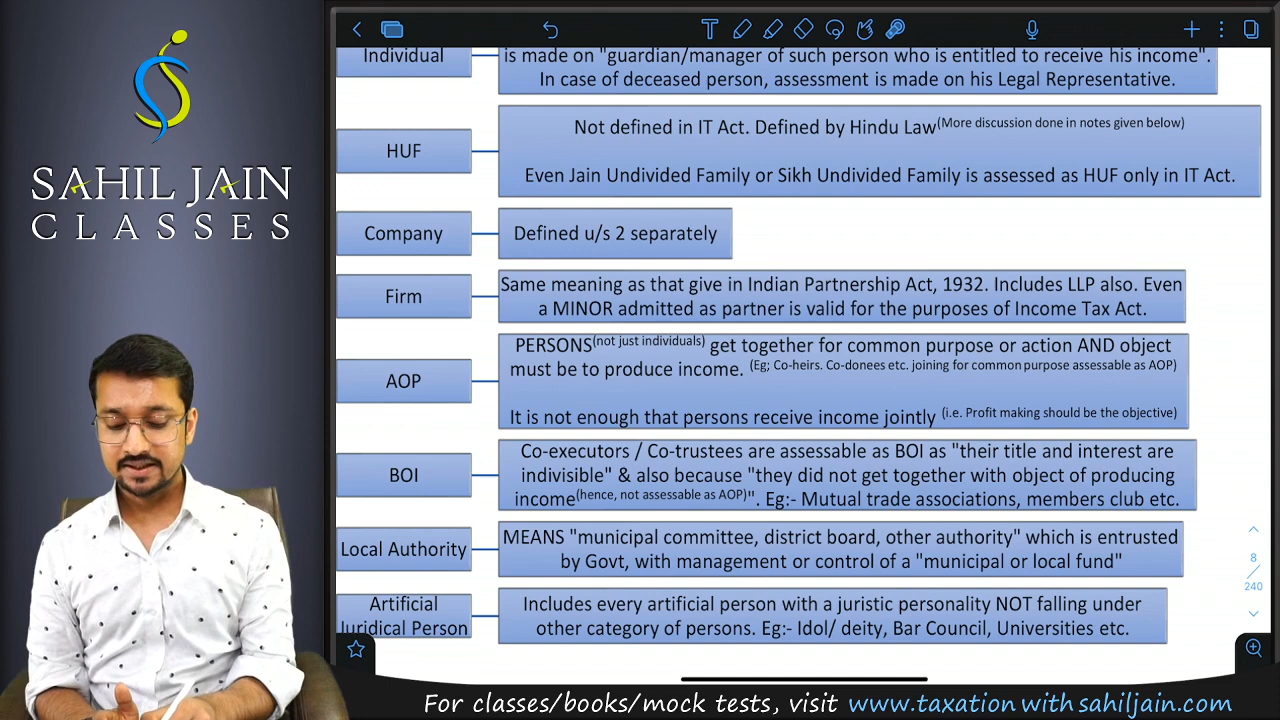 SAHIL JAIN
CLASSES
Individual
is made on "guardian/manager of such person who is entitled to receive his income".
In case of deceased person, assessment is made on his Legal Representative.
HUF
Not defined in IT Act. Defined by Hindu Law(More discussion done in notes given below)
Even Jain Undivided Family or Sikh Undivided Family is assessed as HUF only in IT Act.
Company
Defined u/s 2 separately
Firm
Same meaning as that give in Indian Partnership Act, 1932. Includes LLP also. Even
a MINOR admitted as partner is valid for the purposes of Income Tax Act.
AOP
PERSONS(not just individuals) get together for common purpose or action AND object
must be to produce income. (Eg; Co-heirs. Co-donees etc. joining for common purpose assessable as AOP)
It is not enough that persons receive income jointly (i.e. Profit making should be the objective)
BOI
Co-executors / Co-trustees are assessable as BOI as "their title and interest are
indivisible" & also because "they did not get together with object of producing
income(hence, not assessable as AOP)". Eg:- Mutual trade associations, members club etc.
Local Authority
MEANS "municipal committee, district board, other authority" which is entrusted
by Govt, with management or control of a "municipal or local fund"
Artificial
Juridical Person
Includes every artificial person with a juristic personality NOT falling under
other category of persons. Eg:- Idol/ deity, Bar Council, Universities etc.
8
240
For classes/books/mock tests, visit www.taxationwithsahiljain.com